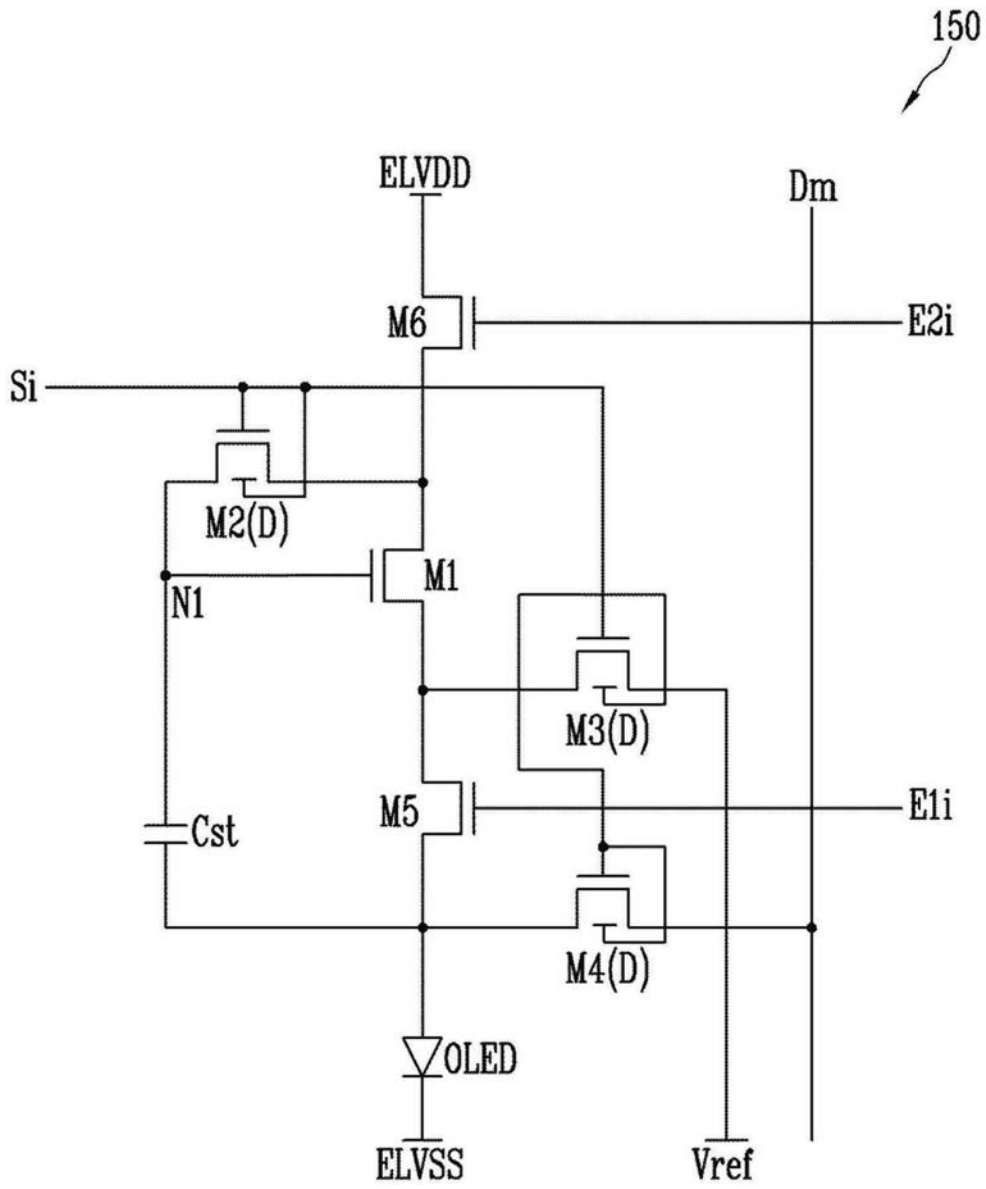 150
ELVDD
Dm
M6
E2i
Si
M2(D)
M1
N1
M3(D)
M5
E1i
Cst
M4(D)
OLED
ELVSS
Vref